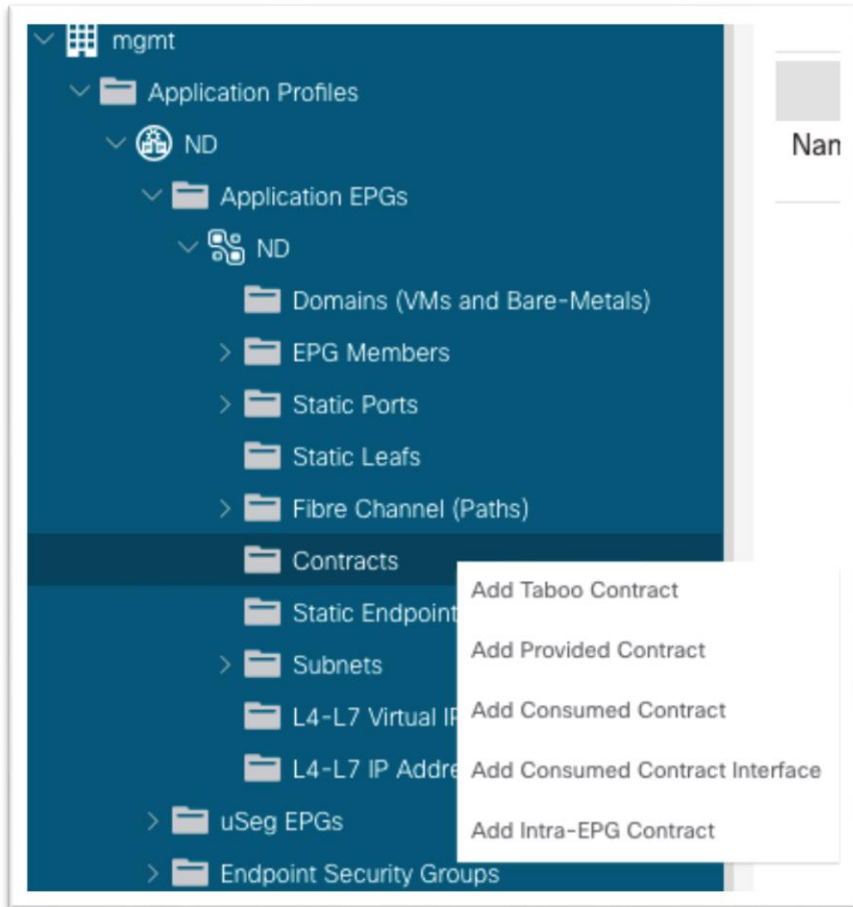 mgmt
Application Profiles
ND
Nan
Application EPGs
ND
Domains (VMs and Bare-Metals)
EPG Members
Static Ports
Static Leafs
Fibre Channel (Paths)
Contracts
Add Taboo Contract
Static Endpoint
Add Provided Contract
Subnets
Add Consumed Contract
L4-L7 Virtual IP
Add Consumed Contract Interface
L4-L7 IP Addre
Add Intra-EPG Contract
uSeg EPGs
Endpoint Security Groups